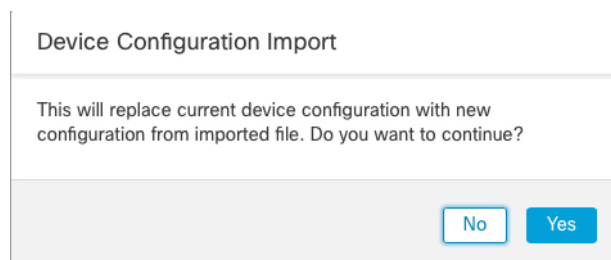 Device Configuration Import
This will replace current device configuration with new
configuration from imported file. Do you want to continue?
No
Yes